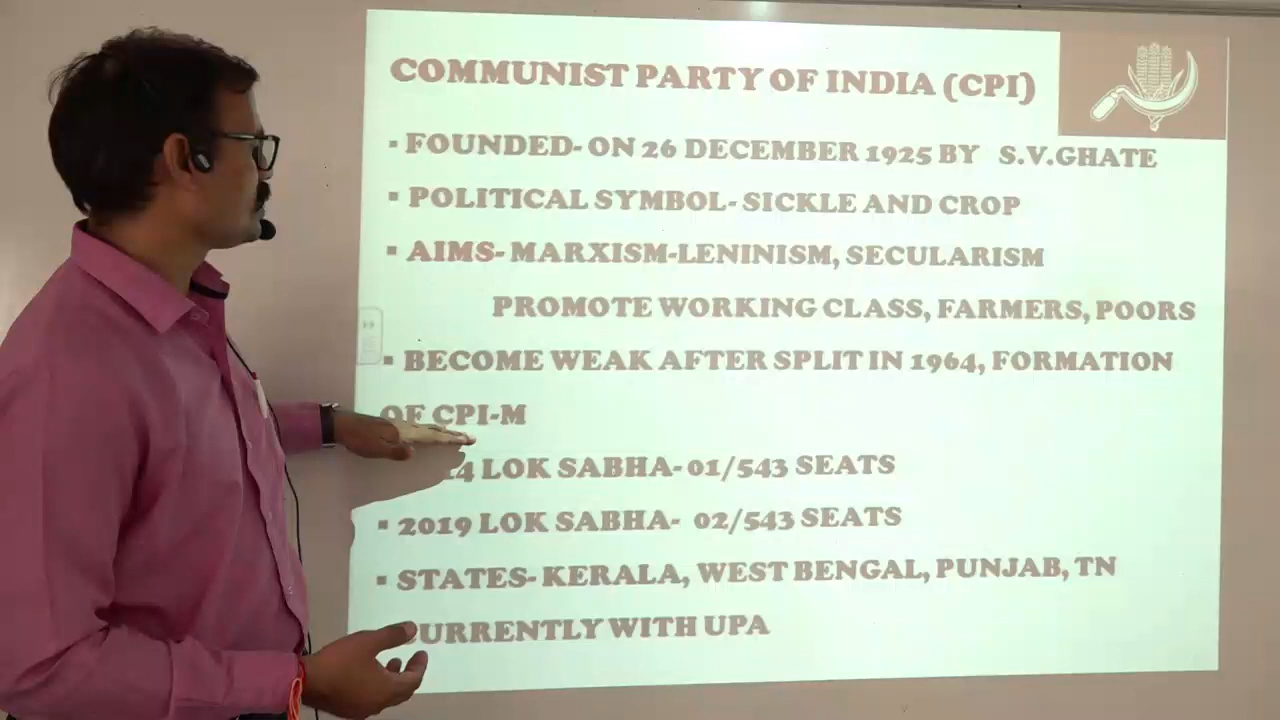 COMMUNIST PARTY OF INDIA (CPI)
▪ FOUNDED- ON 26 DECEMBER 1925 BY S.V.GHATE
▪ POLITICAL SYMBOL- SICKLE AND CROP
▪ AIMS- MARXISM-LENINISM, SECULARISM
PROMOTE WORKING CLASS, FARMERS, POORS
▪ BECOME WEAK AFTER SPLIT IN 1964, FORMATION
OF CPI-M
14 LOK SABHA- 01/543 SEATS
▪ 2019 LOK SABHA- 02/543 SEATS
▪ STATES- KERALA, WEST BENGAL, PUNJAB, TN
CURRENTLY WITH UPA